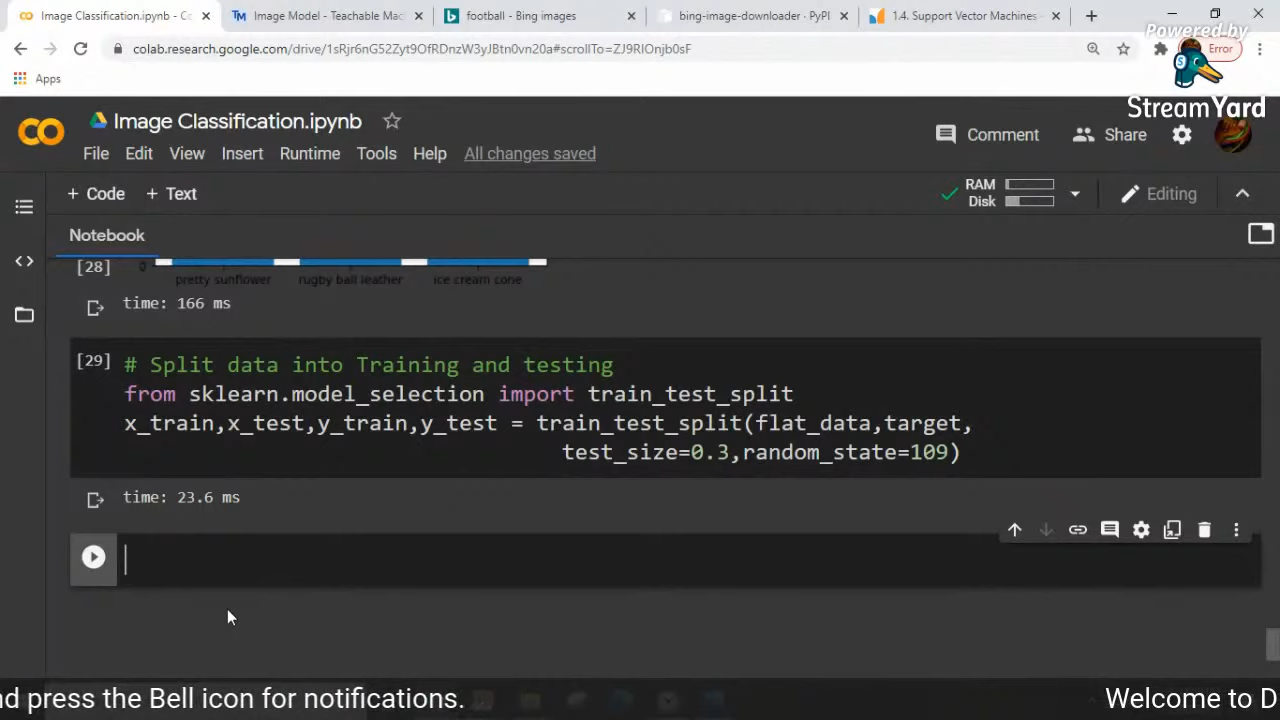 Image Classification.ipynb - Co
Image Model - Teachable Mac
football - Bing images
bing-image-downloader · PyPI
1.4. Support Vector Machines —
colab.research.google.com/drive/1sRjr6nG52Zyt9OfRDnzW3yJBtn0vn20a#scrollTo=ZJ9RIOnjb0sF
Error
Powered by
StreamYard
Apps
Image Classification.ipynb
Comment
Share
File Edit View Insert Runtime Tools Help All changes saved
+ Code + Text
RAM
Disk
Editing
Notebook
[28]
0
pretty sunflower rugby ball leather ice cream cone
time: 166 ms
[29]
# Split data into Training and testing
from sklearn.model_selection import train_test_split
x_train,x_test,y_train,y_test = train_test_split(flat_data,target,
test_size=0.3,random_state=109)
time: 23.6 ms
nd press the Bell icon for notifications.
Welcome to D